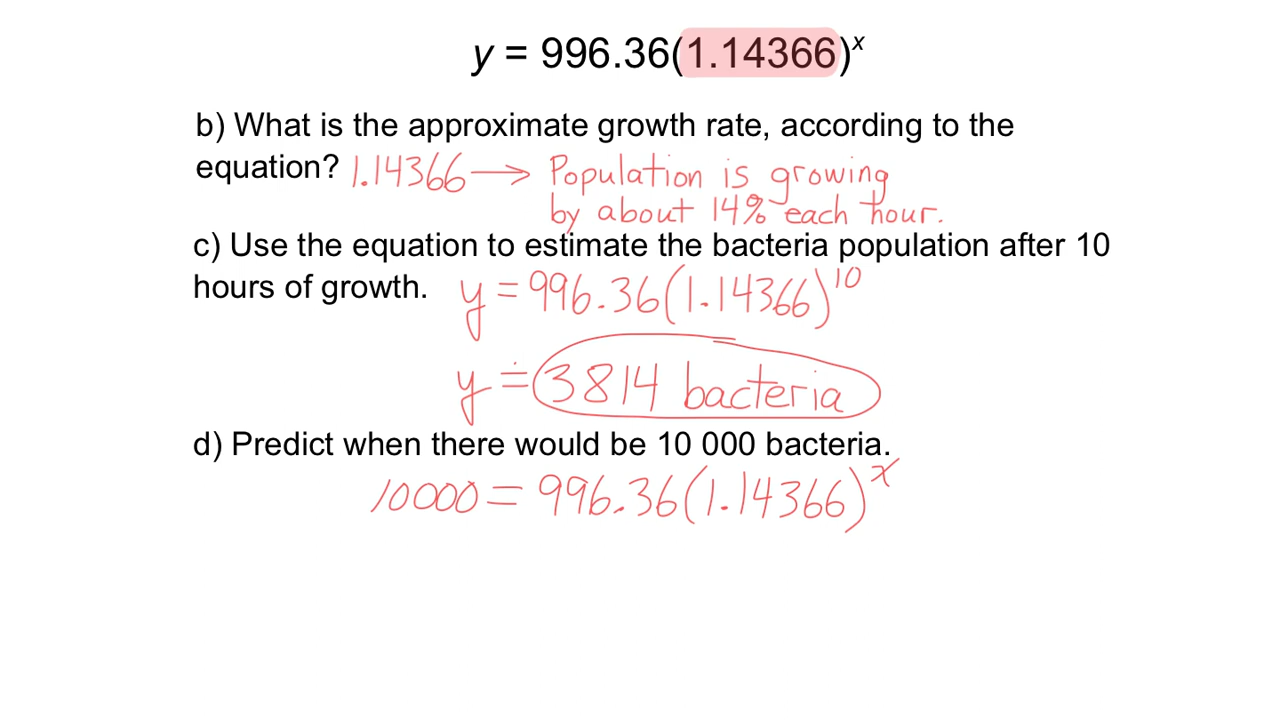 y = 996.36(1.14366)ˣ
b) What is the approximate growth rate, according to the
equation? 1.14366 → Population is growing
by about 14% each hour.
c) Use the equation to estimate the bacteria population after 10
hours of growth. y = 996.36(1.14366)¹⁰
y ≐ 3814 bacteria
d) Predict when there would be 10 000 bacteria.
10000 = 996.36(1.14366)ˣ